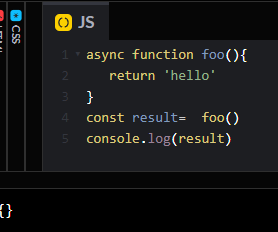 JS
CSS
1 async function foo(){
2 return 'hello'
3 }
4 const result=  foo()
5 console.log(result)
{}